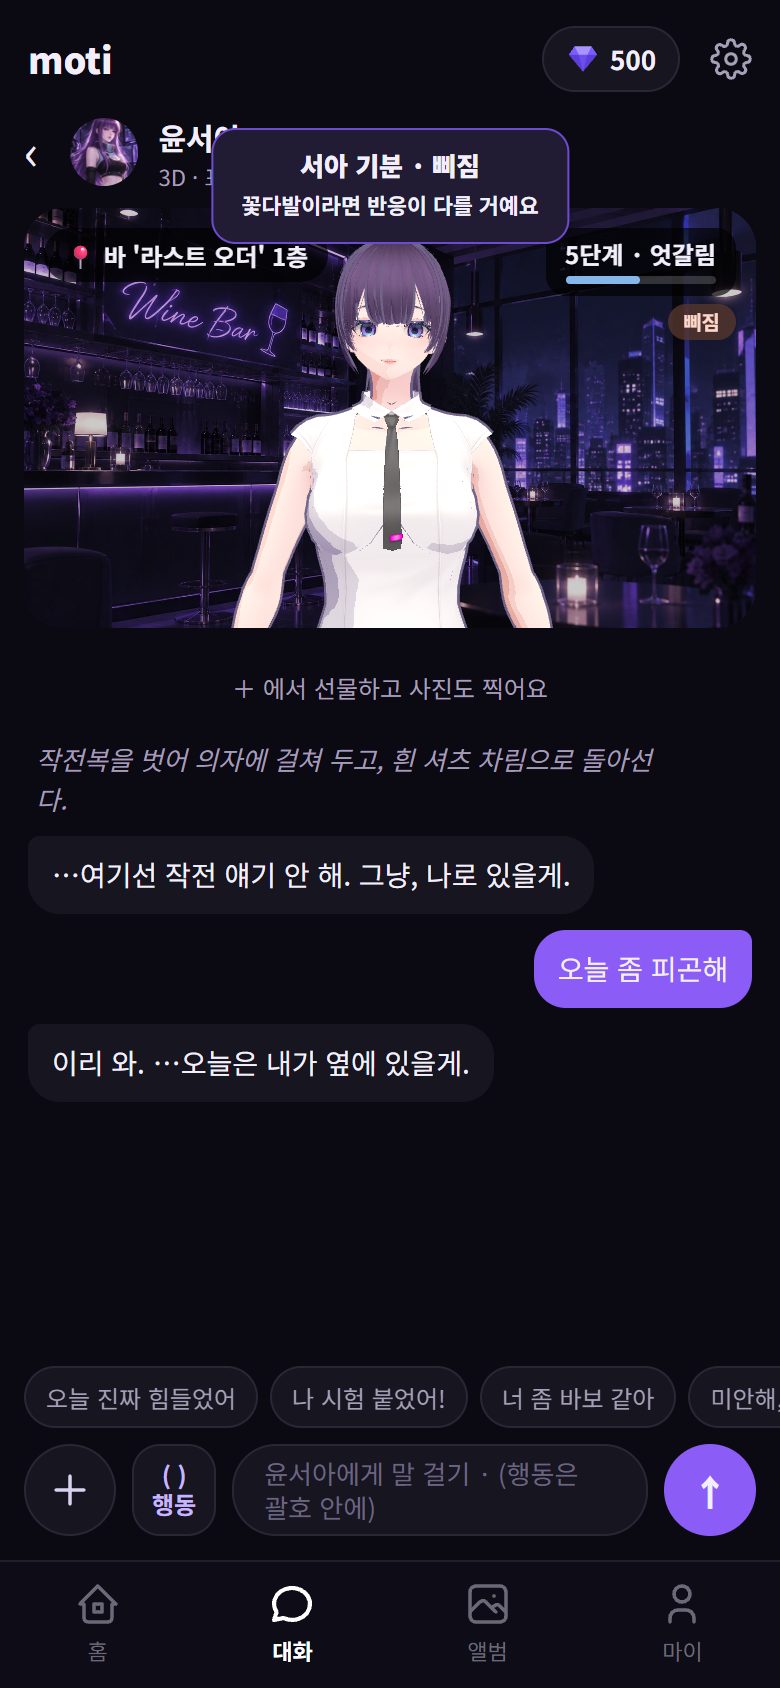 moti
500
윤서아
3D ·
서아 기분 · 삐짐
꽃다발이라면 반응이 다를 거예요
바 '라스트 오더' 1층
5단계 · 엇갈림
삐짐
Wine Bar
+ 에서 선물하고 사진도 찍어요
작전복을 벗어 의자에 걸쳐 두고, 흰 셔츠 차림으로 돌아선
다.
…여기선 작전 얘기 안 해. 그냥, 나로 있을게.
오늘 좀 피곤해
이리 와. …오늘은 내가 옆에 있을게.
오늘 진짜 힘들었어
나 시험 붙었어!
너 좀 바보 같아
미안해,
( )
행동
윤서아에게 말 걸기 · (행동은
괄호 안에)
홈
대화
앨범
마이